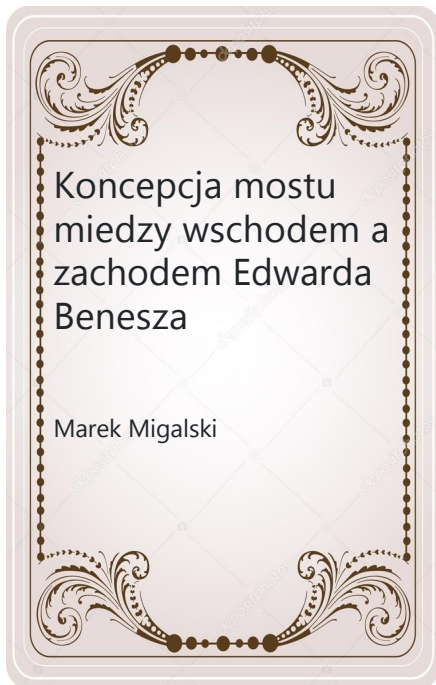 Koncepcja mostu
miedzy wschodem a
zachodem Edwarda
Benesza
Marek Migalski